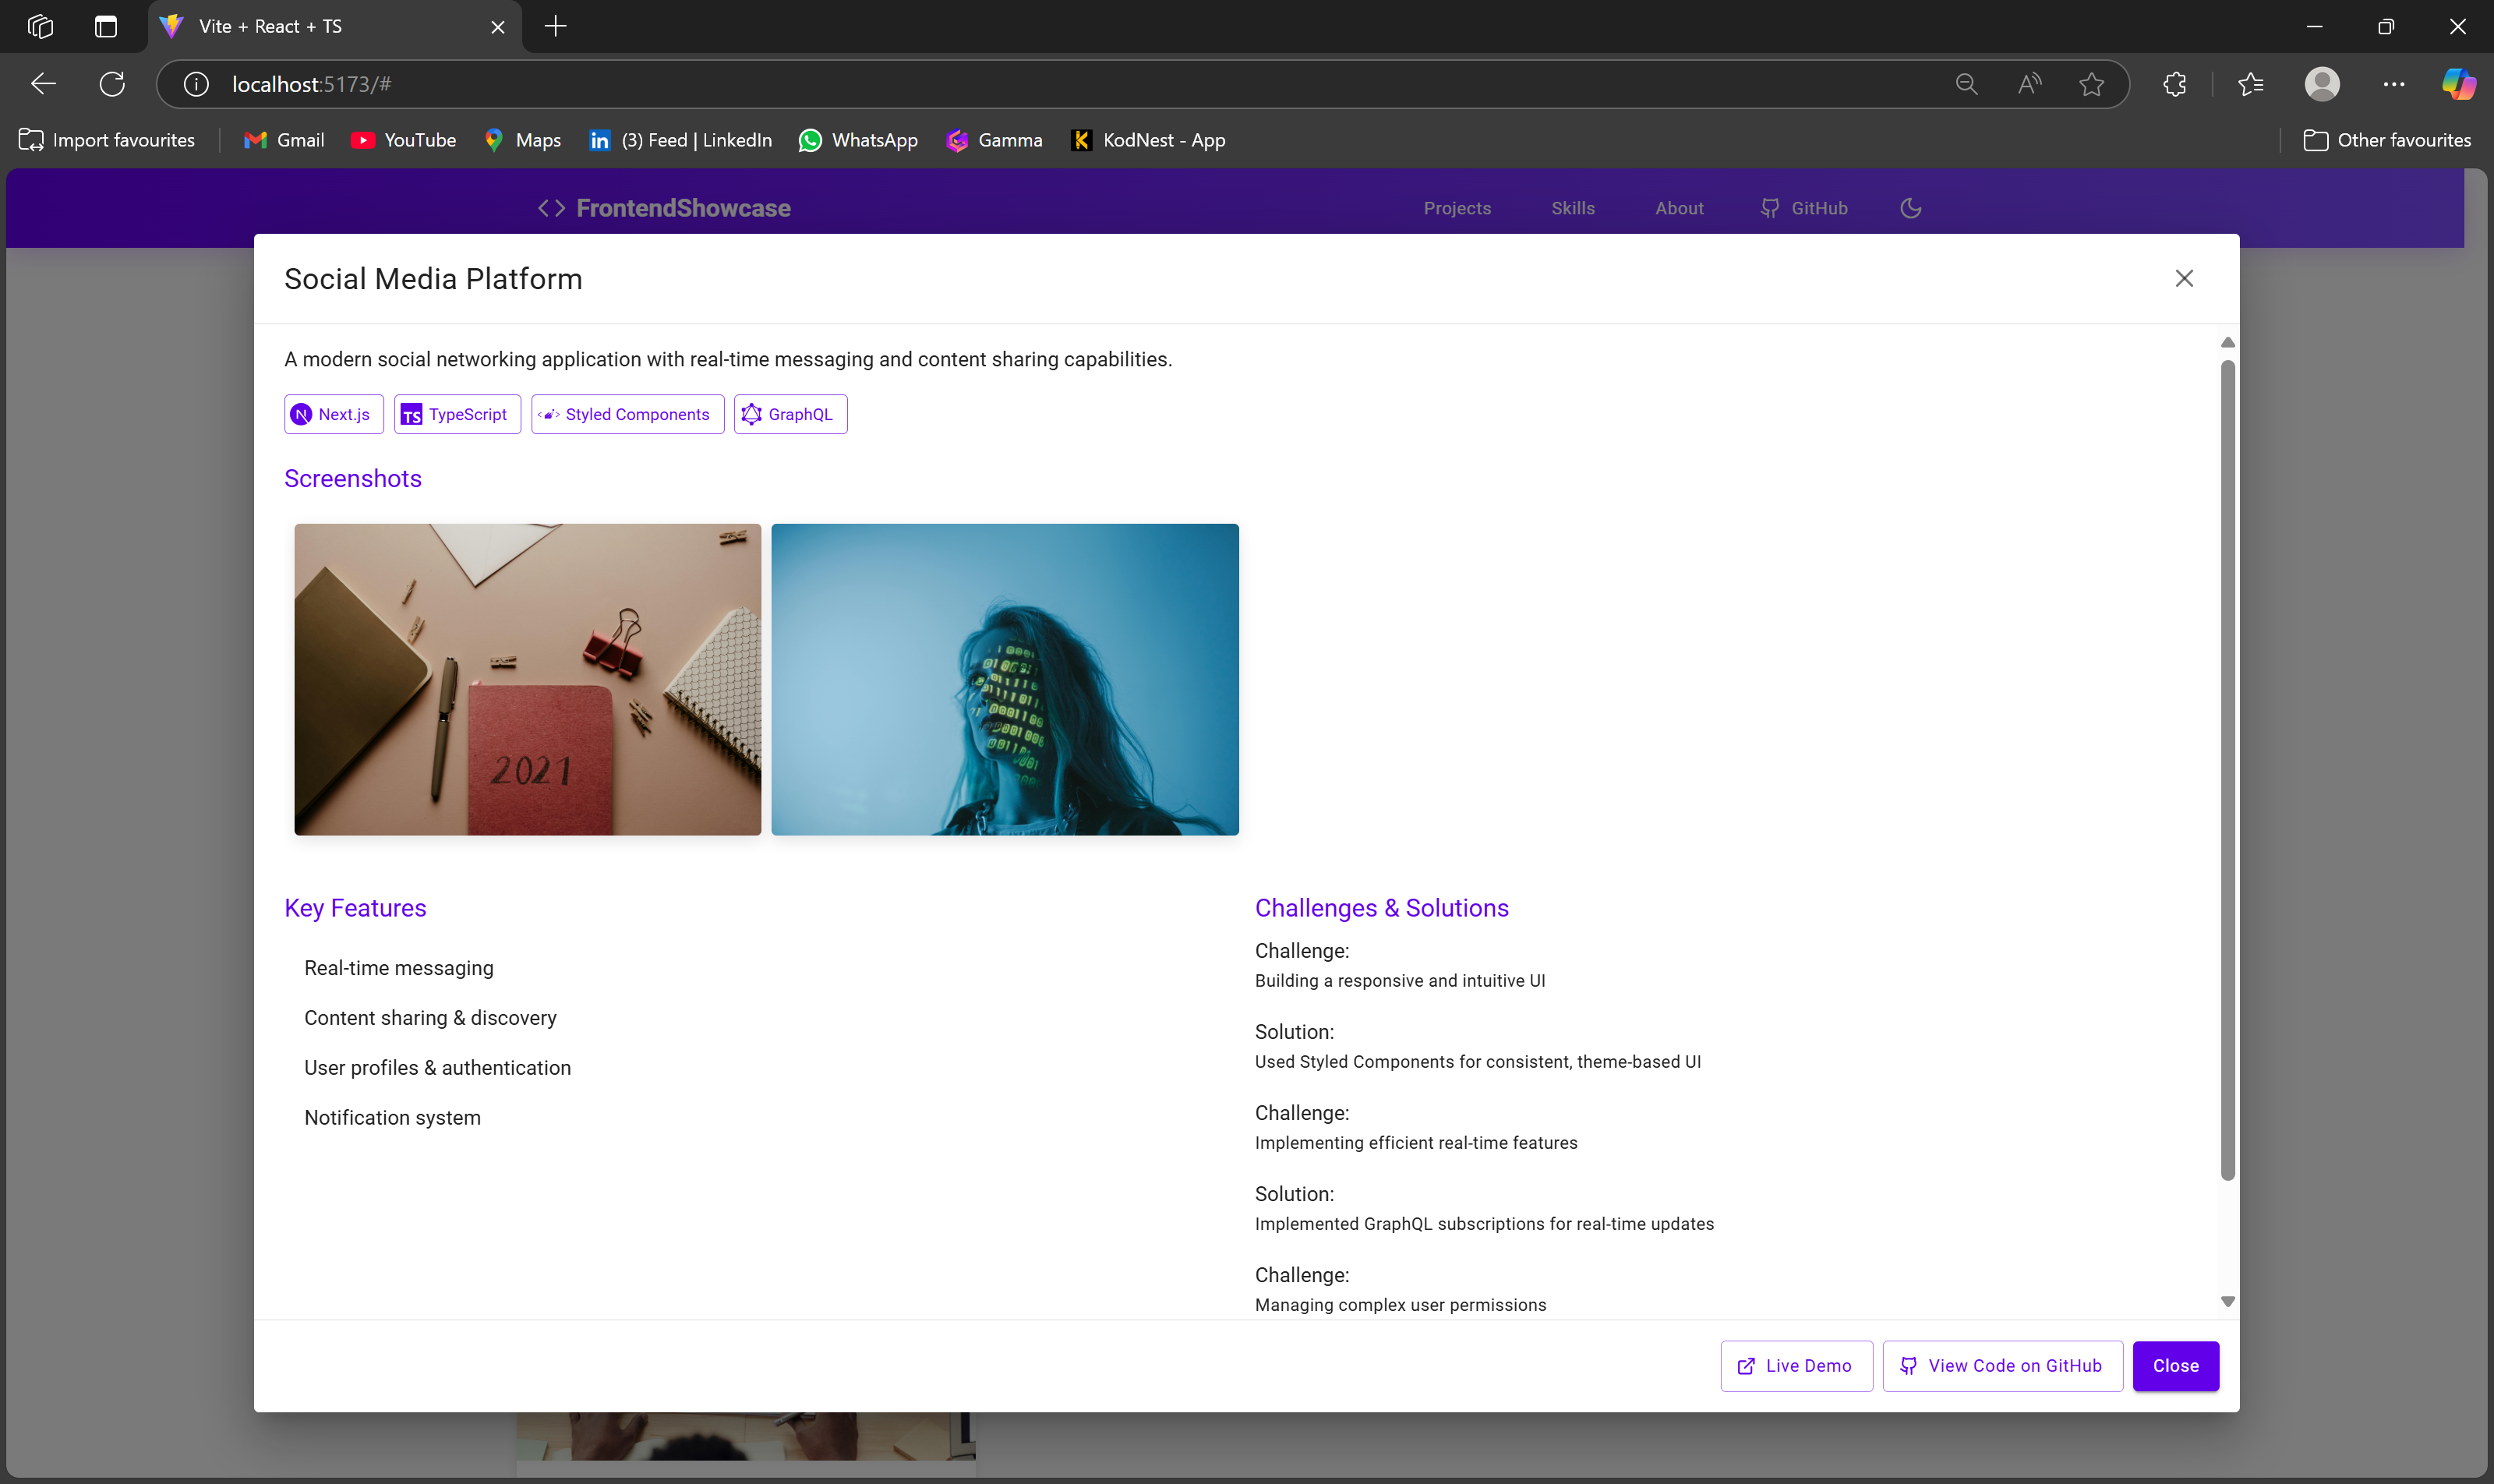 Vite + React + TS
localhost:5173/#
Import favourites
Gmail
YouTube
Maps
(3) Feed | LinkedIn
WhatsApp
Gamma
KodNest - App
Other favourites
<> FrontendShowcase
Projects
Skills
About
GitHub
Social Media Platform
A modern social networking application with real-time messaging and content sharing capabilities.
Next.js
TS TypeScript
Styled Components
GraphQL
Screenshots
2021
Key Features
Real-time messaging
Content sharing & discovery
User profiles & authentication
Notification system
Challenges & Solutions
Challenge:
Building a responsive and intuitive UI
Solution:
Used Styled Components for consistent, theme-based UI
Challenge:
Implementing efficient real-time features
Solution:
Implemented GraphQL subscriptions for real-time updates
Challenge:
Managing complex user permissions
Live Demo
View Code on GitHub
Close